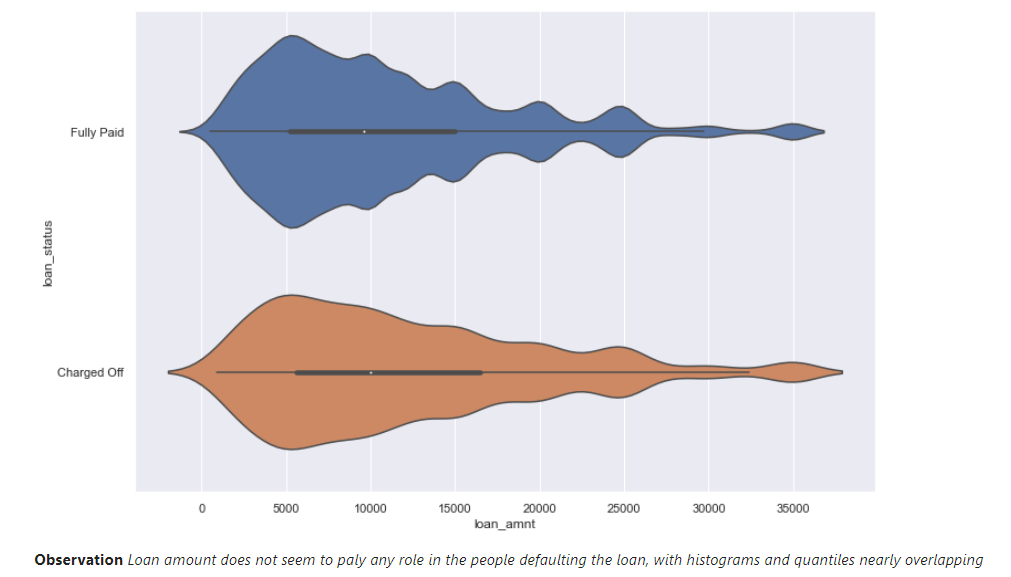 Fully Paid
loan_status
Charged Off
0 5000 10000 15000 20000 25000 30000 35000
loan_amnt
Observation Loan amount does not seem to paly any role in the people defaulting the loan, with histograms and quantiles nearly overlapping